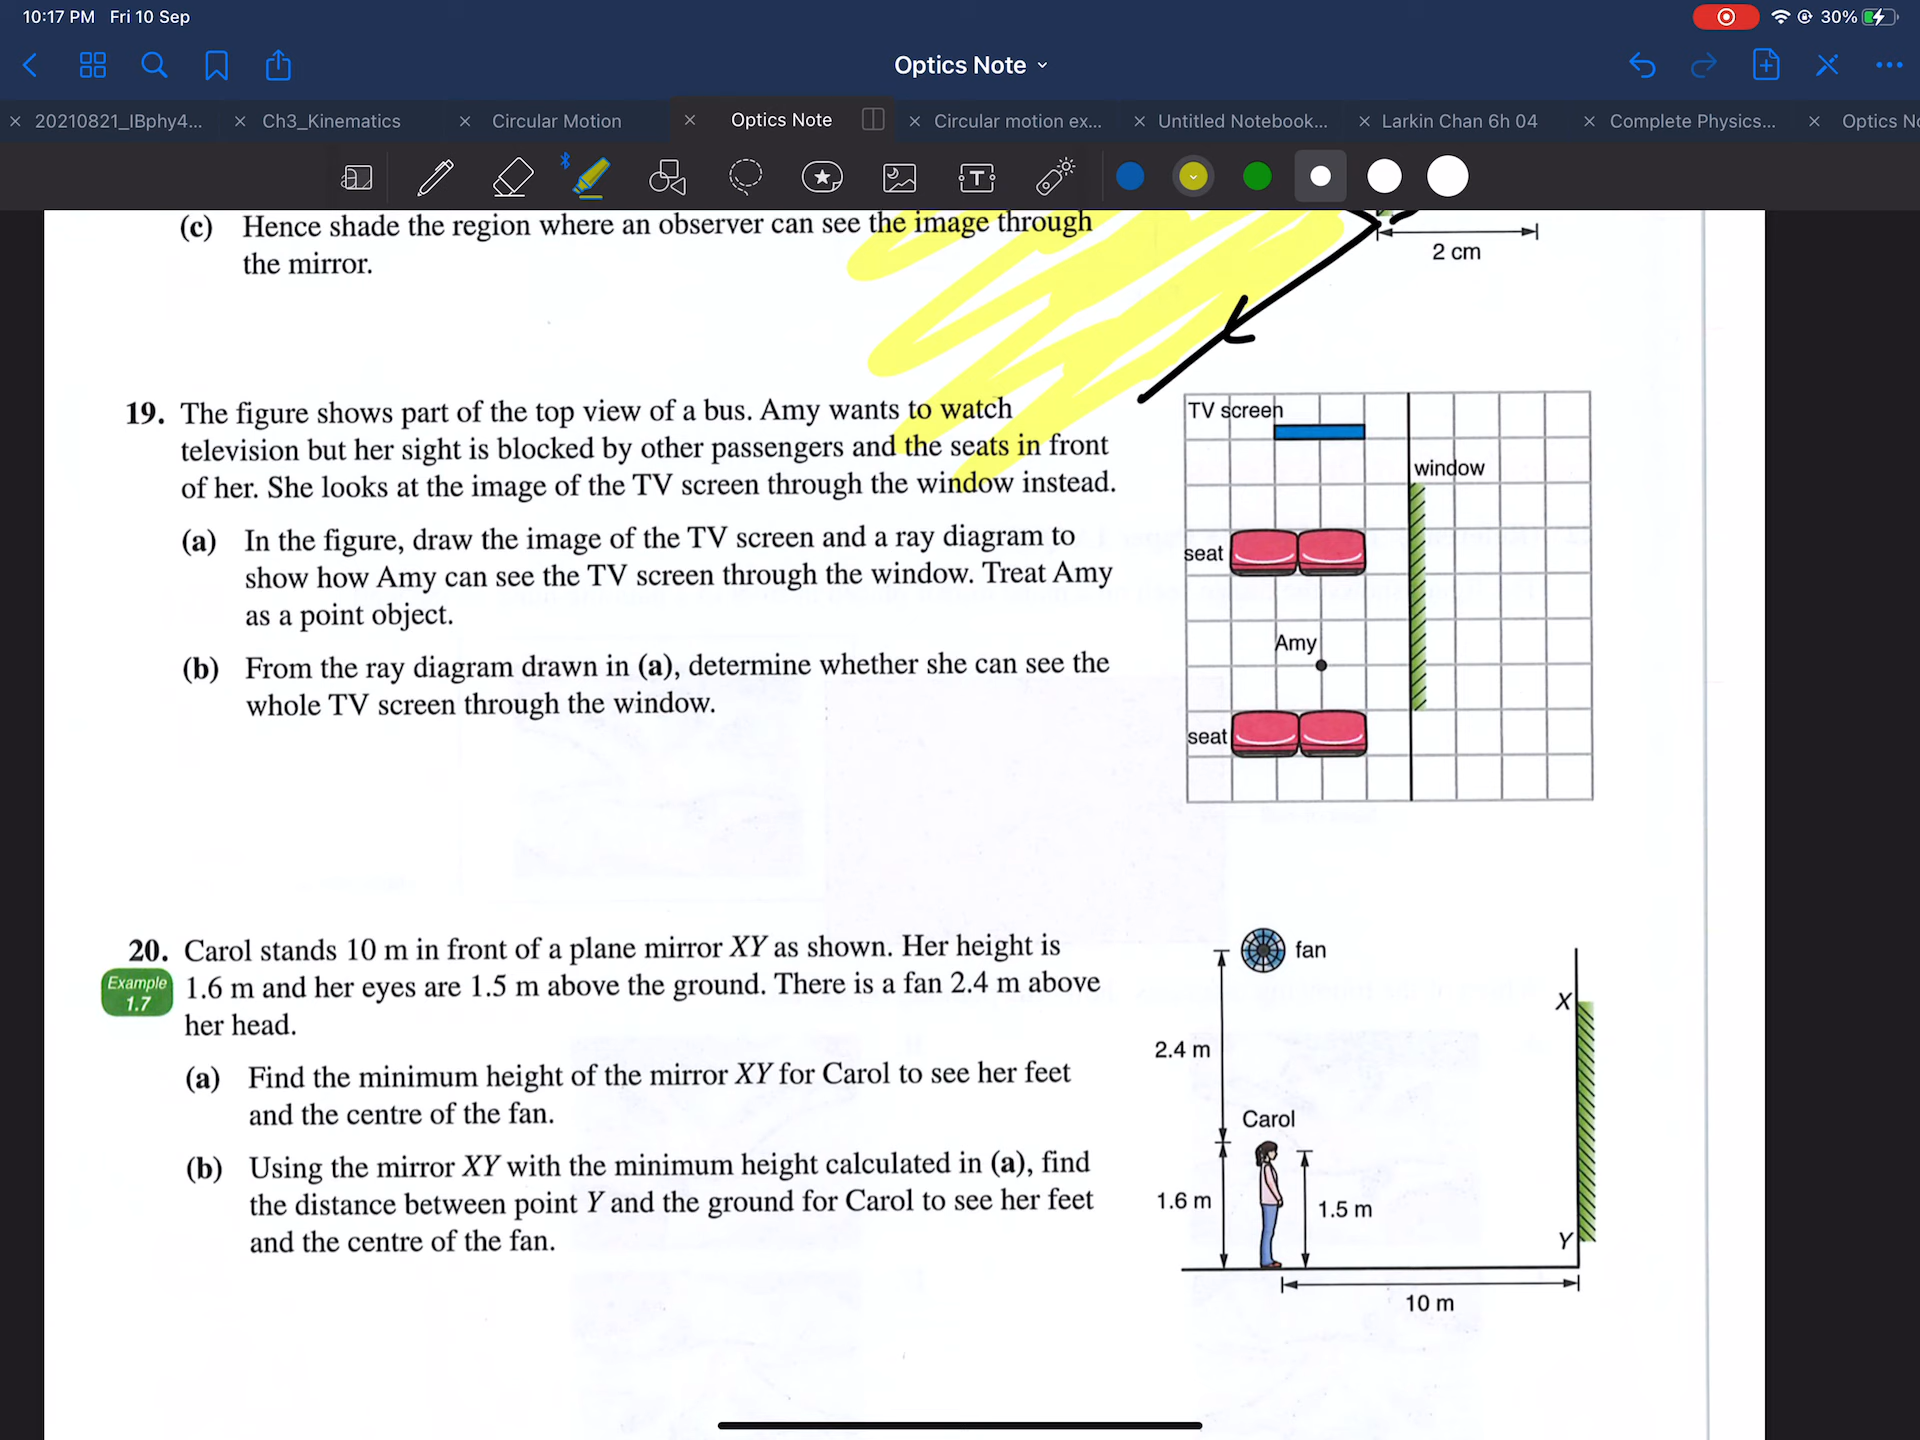 10:17 PM Fri 10 Sep
30%
Optics Note
20210821_IBphy4...
Ch3_Kinematics
Circular Motion
Optics Note
Circular motion ex...
Untitled Notebook...
Larkin Chan 6h 04
Complete Physics...
Optics No
(c) Hence shade the region where an observer can see the image through
the mirror.
2 cm
19. The figure shows part of the top view of a bus. Amy wants to watch
television but her sight is blocked by other passengers and the seats in front
of her. She looks at the image of the TV screen through the window instead.
(a) In the figure, draw the image of the TV screen and a ray diagram to
show how Amy can see the TV screen through the window. Treat Amy
as a point object.
(b) From the ray diagram drawn in (a), determine whether she can see the
whole TV screen through the window.
TV screen
window
seat
Amy
seat
20. Carol stands 10 m in front of a plane mirror XY as shown. Her height is
Example
1.7
1.6 m and her eyes are 1.5 m above the ground. There is a fan 2.4 m above
her head.
(a) Find the minimum height of the mirror XY for Carol to see her feet
and the centre of the fan.
(b) Using the mirror XY with the minimum height calculated in (a), find
the distance between point Y and the ground for Carol to see her feet
and the centre of the fan.
fan
X
2.4 m
Carol
1.6 m
1.5 m
Y
10 m